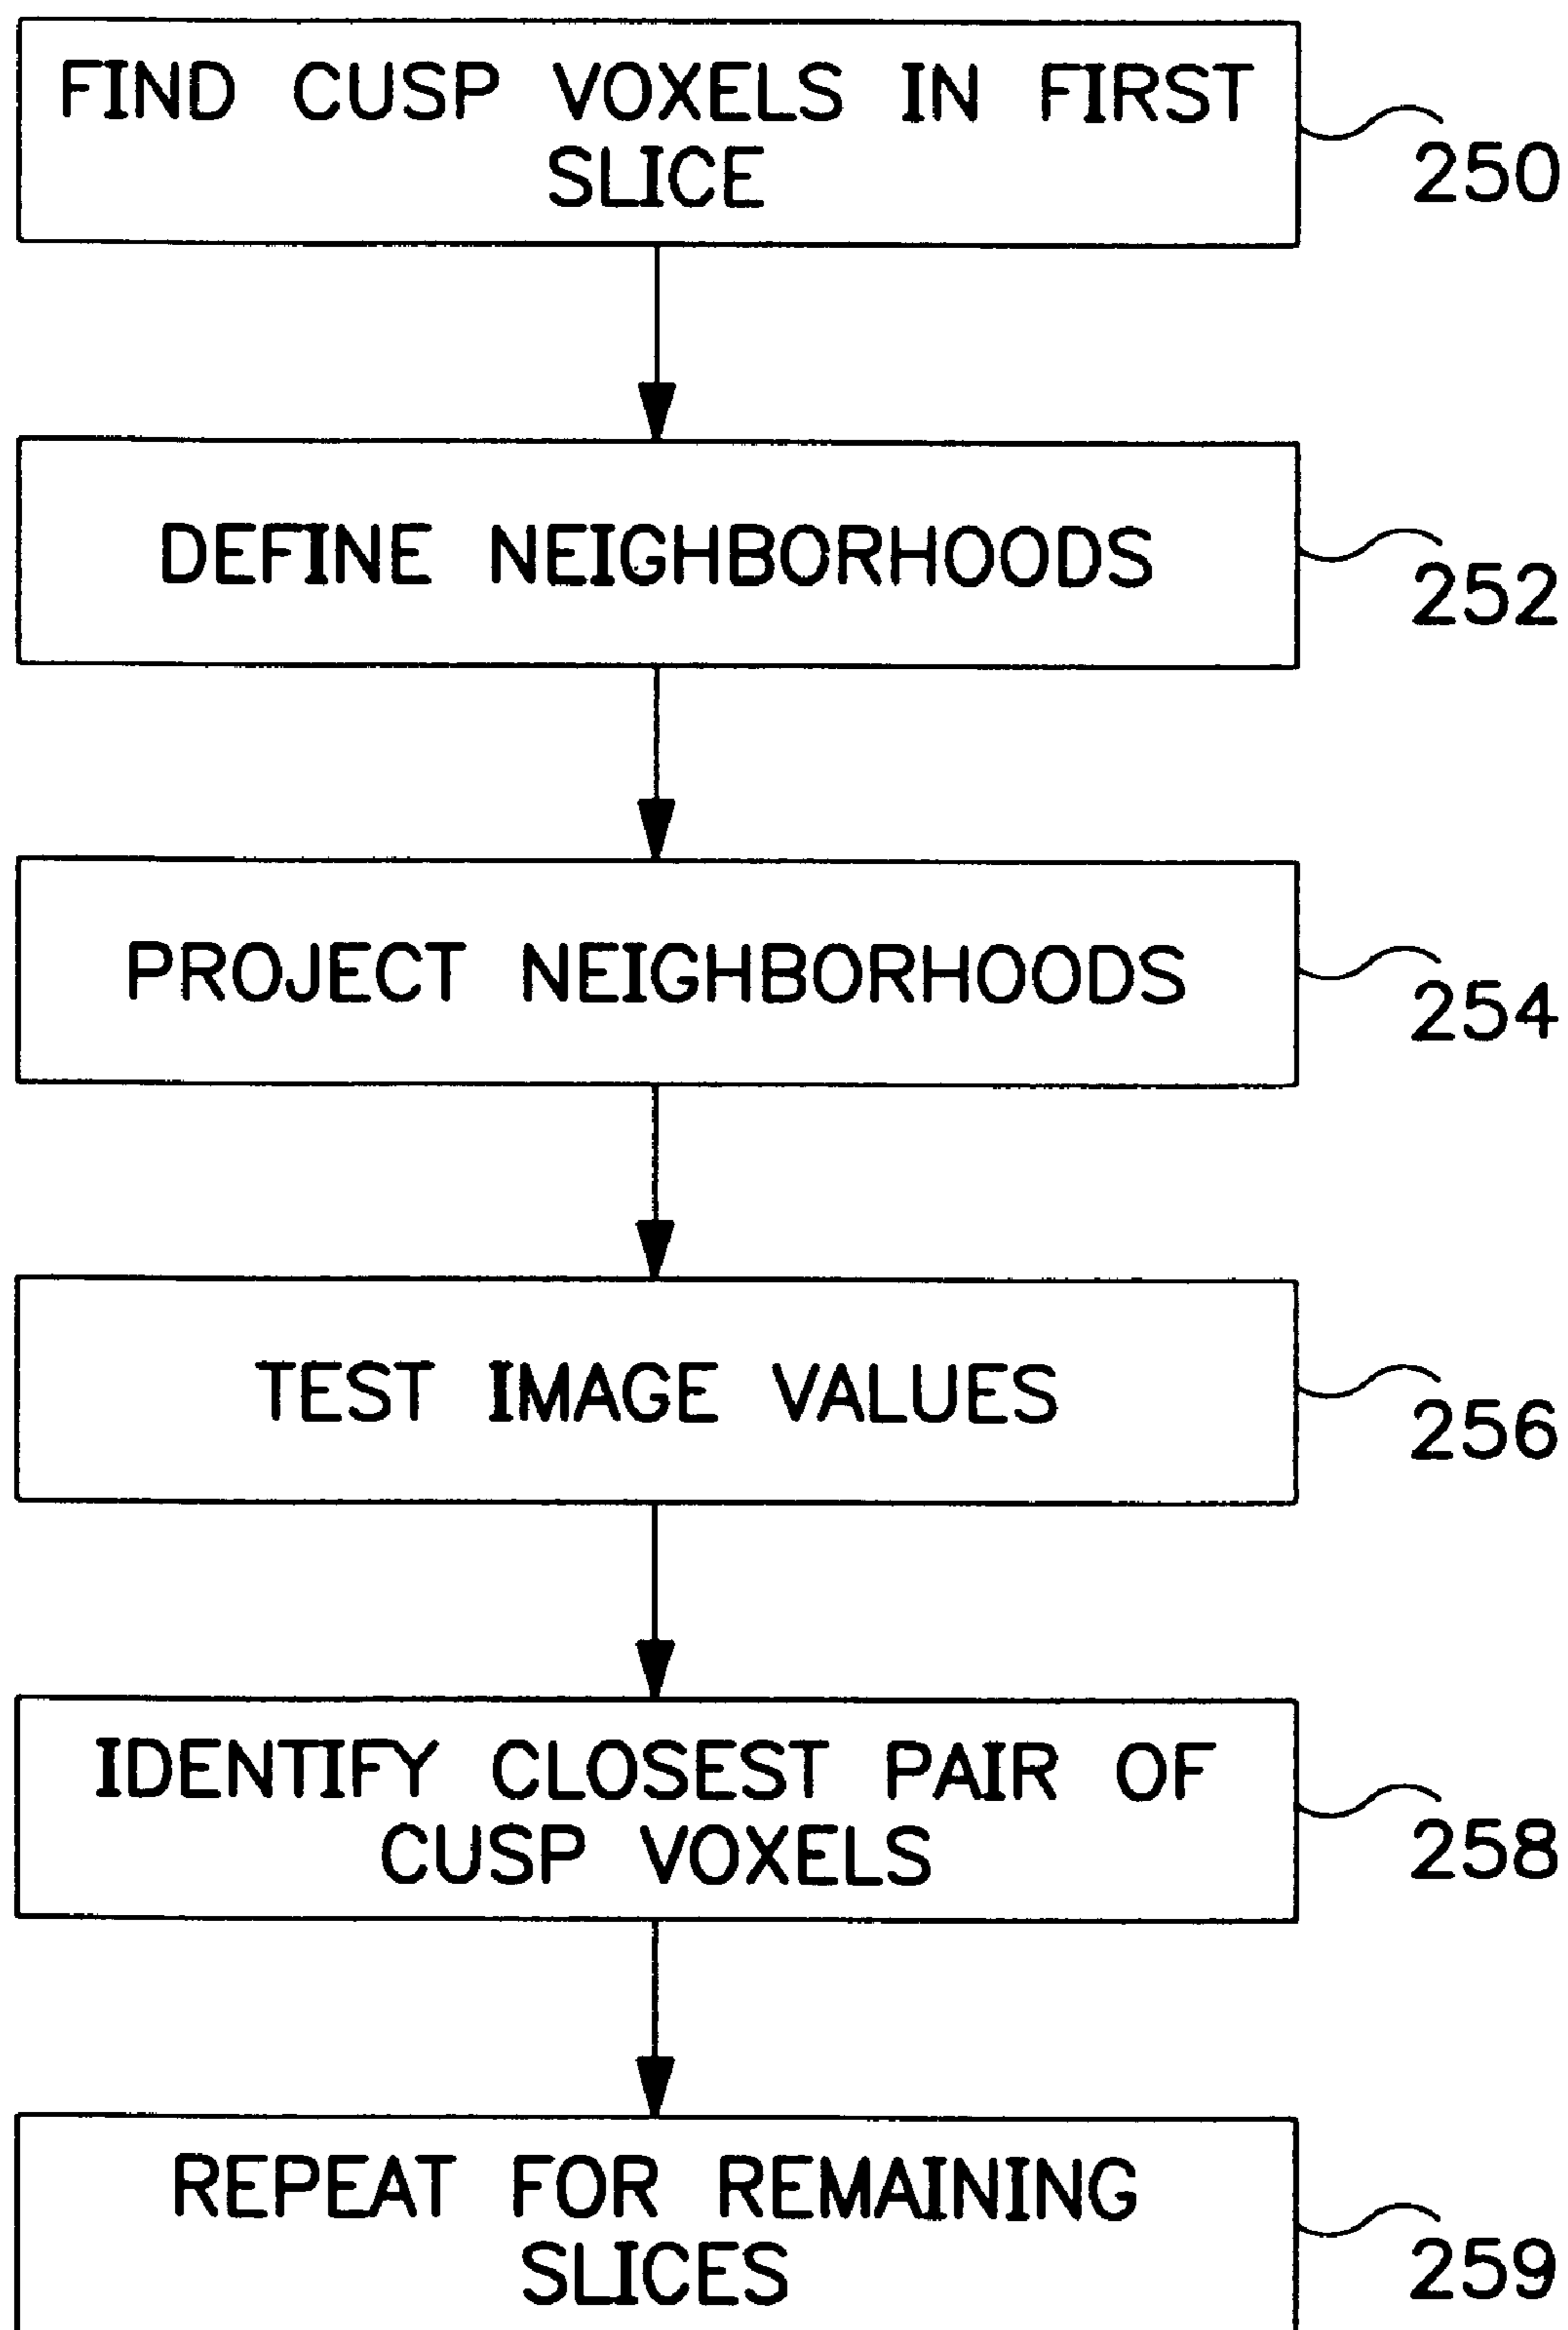 FIND CUSP VOXELS IN FIRST
SLICE
250
DEFINE NEIGHBORHOODS
252
PROJECT NEIGHBORHOODS
254
TEST IMAGE VALUES
256
IDENTIFY CLOSEST PAIR OF
CUSP VOXELS
258
REPEAT FOR REMAINING
SLICES
259